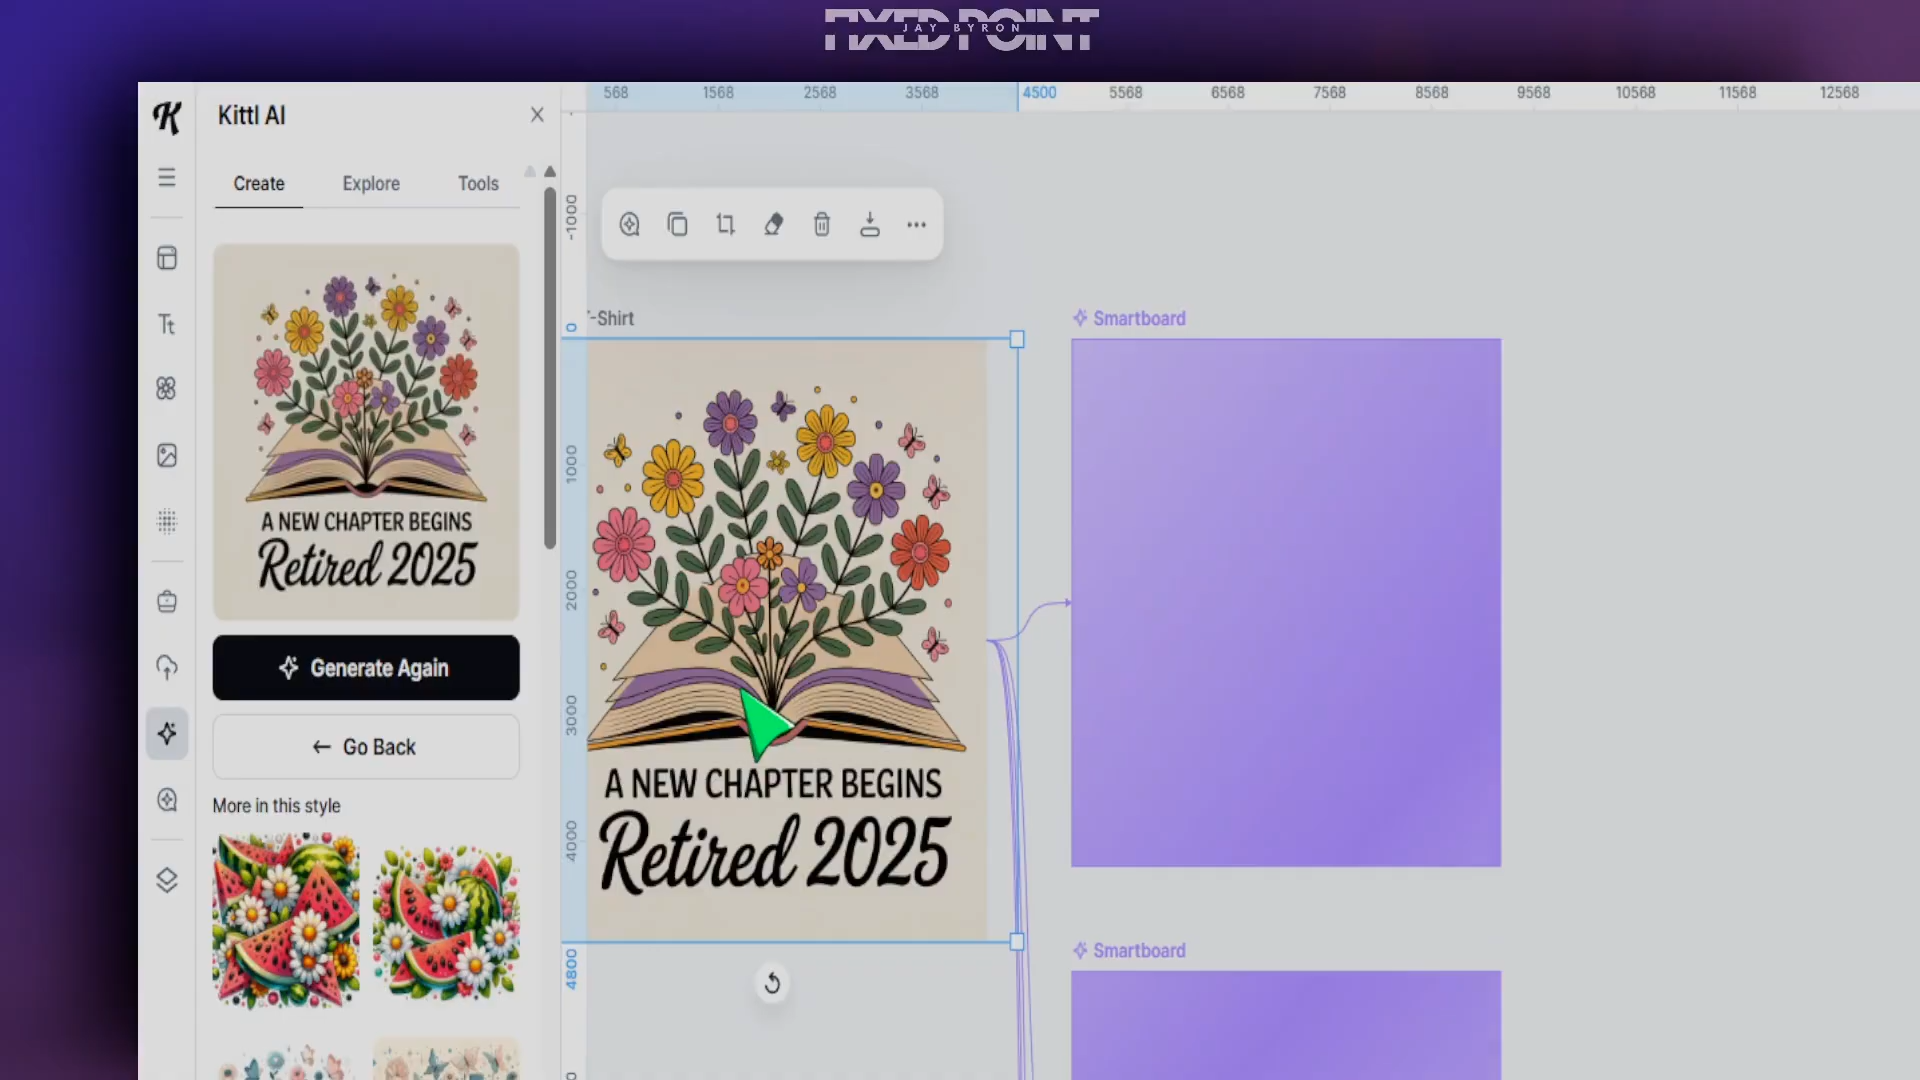 FIXED POINT
JAY BYRON
K
Kittl AI
Create
Explore
Tools
A NEW CHAPTER BEGINS
Retired 2025
Generate Again
Go Back
More in this style
Tt
568
1568
2568
3568
4500
5568
6568
7568
8568
9568
10568
11568
12568
-1000
0
1000
2000
3000
4000
4800
-Shirt
A NEW CHAPTER BEGINS
Retired 2025
Smartboard
Smartboard